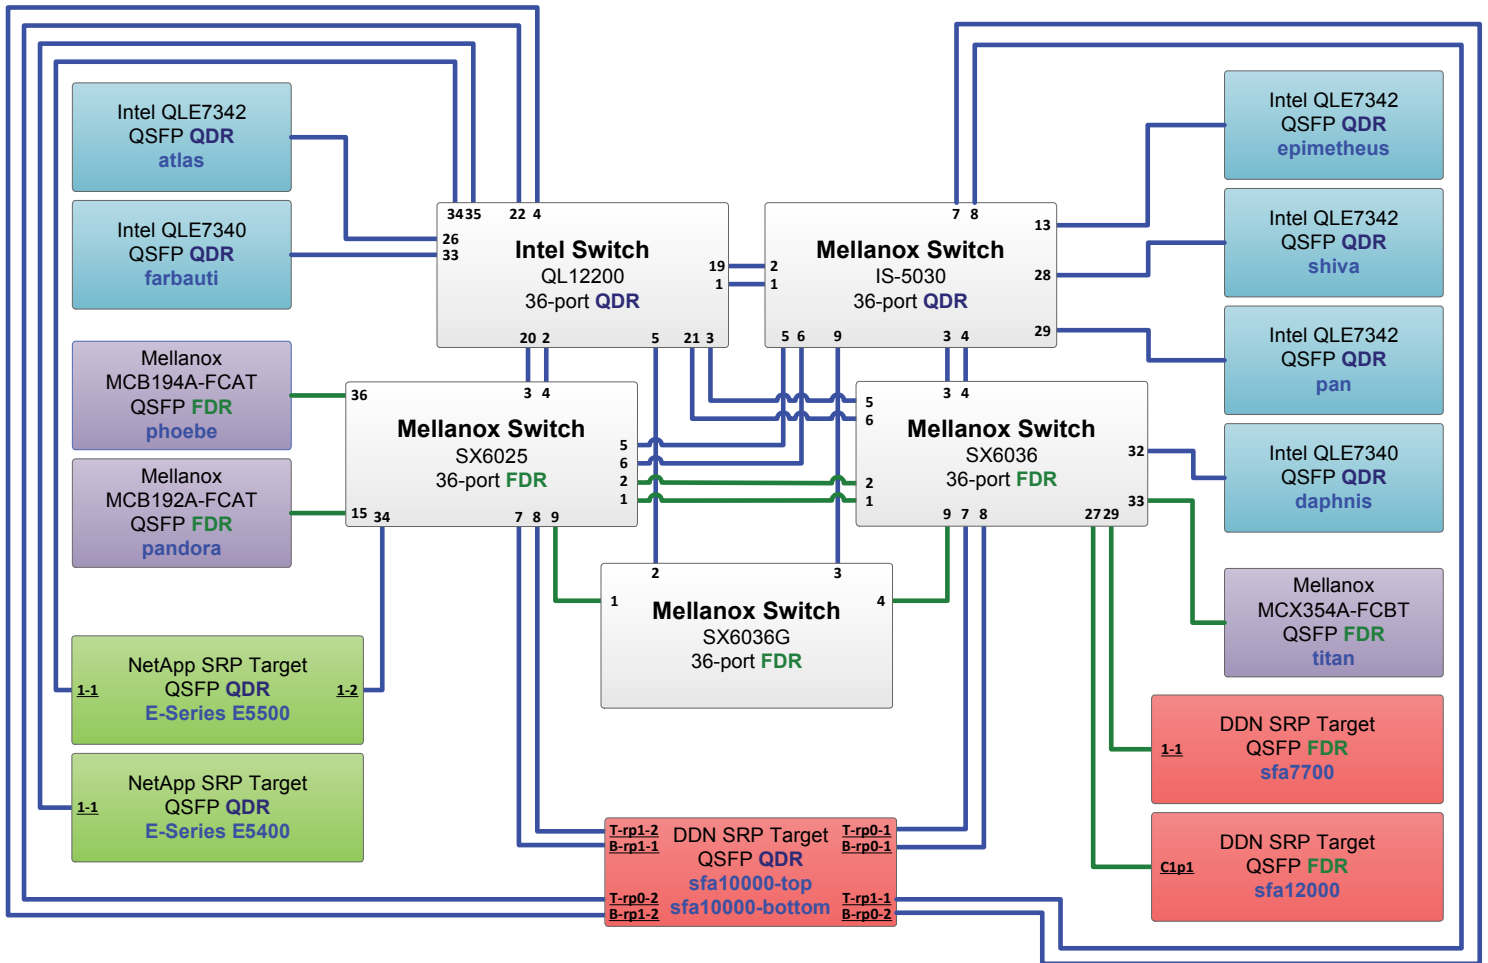 Intel QLE7342
QSFP QDR
atlas
Intel QLE7340
QSFP QDR
farbauti
Mellanox
MCB194A-FCAT
QSFP FDR
phoebe
Mellanox
MCB192A-FCAT
QSFP FDR
pandora
NetApp SRP Target
QSFP QDR
E-Series E5500
1-1
1-2
NetApp SRP Target
QSFP QDR
E-Series E5400
1-1
34 35 22 4
26
33
Intel Switch
QL12200
36-port QDR
19
1
20 2 5 21 3
7 8
Mellanox Switch
IS-5030
36-port QDR
2
1
13
28
29
5 6 9 3 4
3 4
36
Mellanox Switch
SX6025
36-port FDR
5
6
2
1
15 34 7 8 9
3 4
5
6
Mellanox Switch
SX6036
36-port FDR
2
1
32
33
9 7 8 27 29
2 3
1 4
Mellanox Switch
SX6036G
36-port FDR
T-rp1-2
B-rp1-1
DDN SRP Target
QSFP QDR
sfa10000-top
sfa10000-bottom
T-rp0-1
B-rp0-1
T-rp0-2
B-rp1-2
T-rp1-1
B-rp0-2
Intel QLE7342
QSFP QDR
epimetheus
Intel QLE7342
QSFP QDR
shiva
Intel QLE7342
QSFP QDR
pan
Intel QLE7340
QSFP QDR
daphnis
Mellanox
MCX354A-FCBT
QSFP FDR
titan
DDN SRP Target
QSFP FDR
sfa7700
1-1
DDN SRP Target
QSFP FDR
sfa12000
C1p1